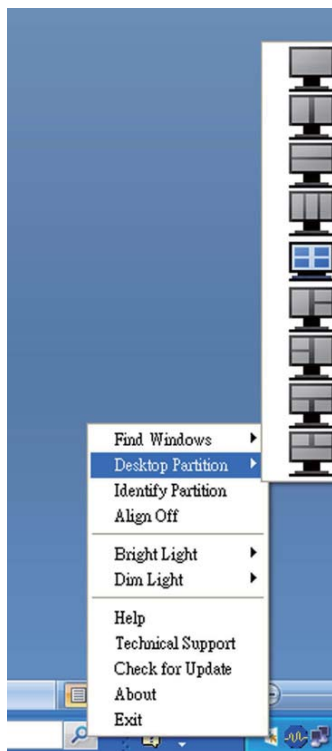 Find Windows
Desktop Partition
Identify Partition
Align Off
Bright Light
Dim Light
Help
Technical Support
Check for Update
About
Exit